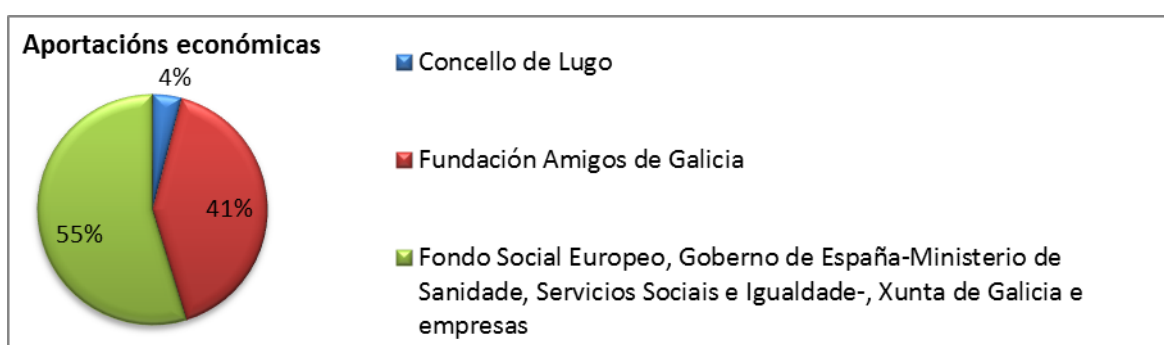 Aportacións económicas
4%
41%
55%
Concello de Lugo
Fundación Amigos de Galicia
Fondo Social Europeo, Goberno de España-Ministerio de
Sanidade, Servicios Sociais e Igualdade-, Xunta de Galicia e
empresas